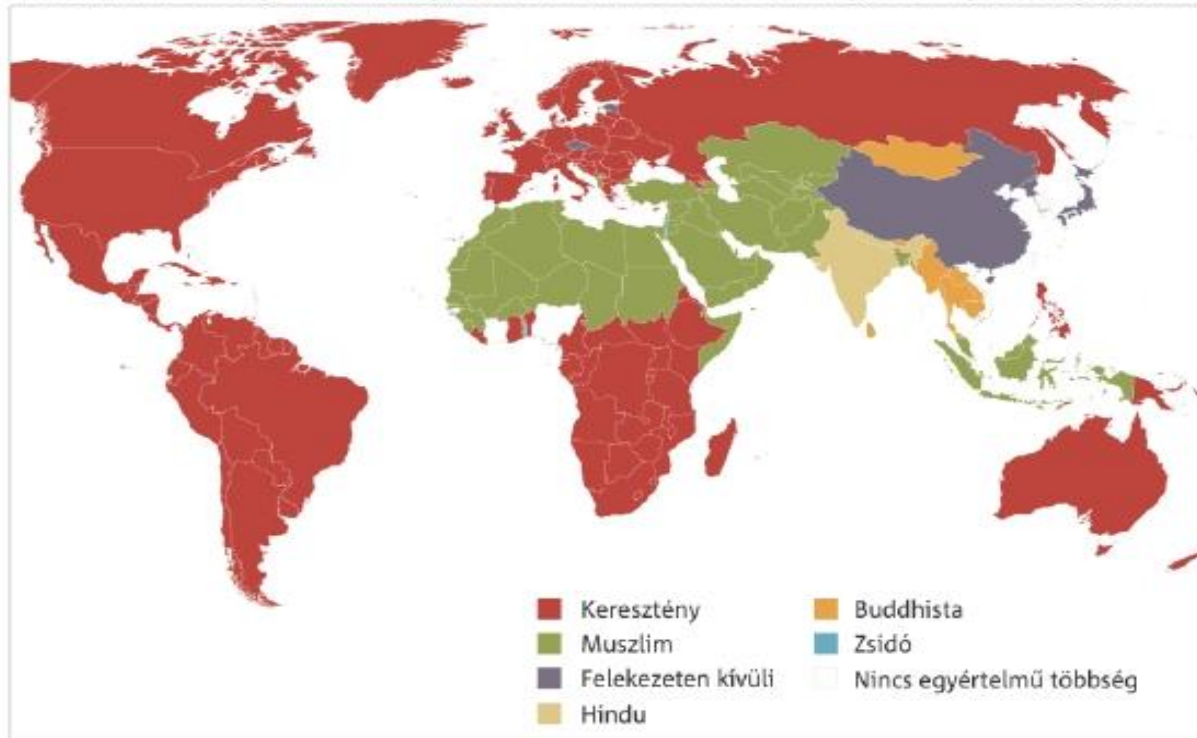 Keresztény
Muszlim
Felekezeten kívüli
Hindu
Buddhista
Zsidó
Nincs egyértelmű többség